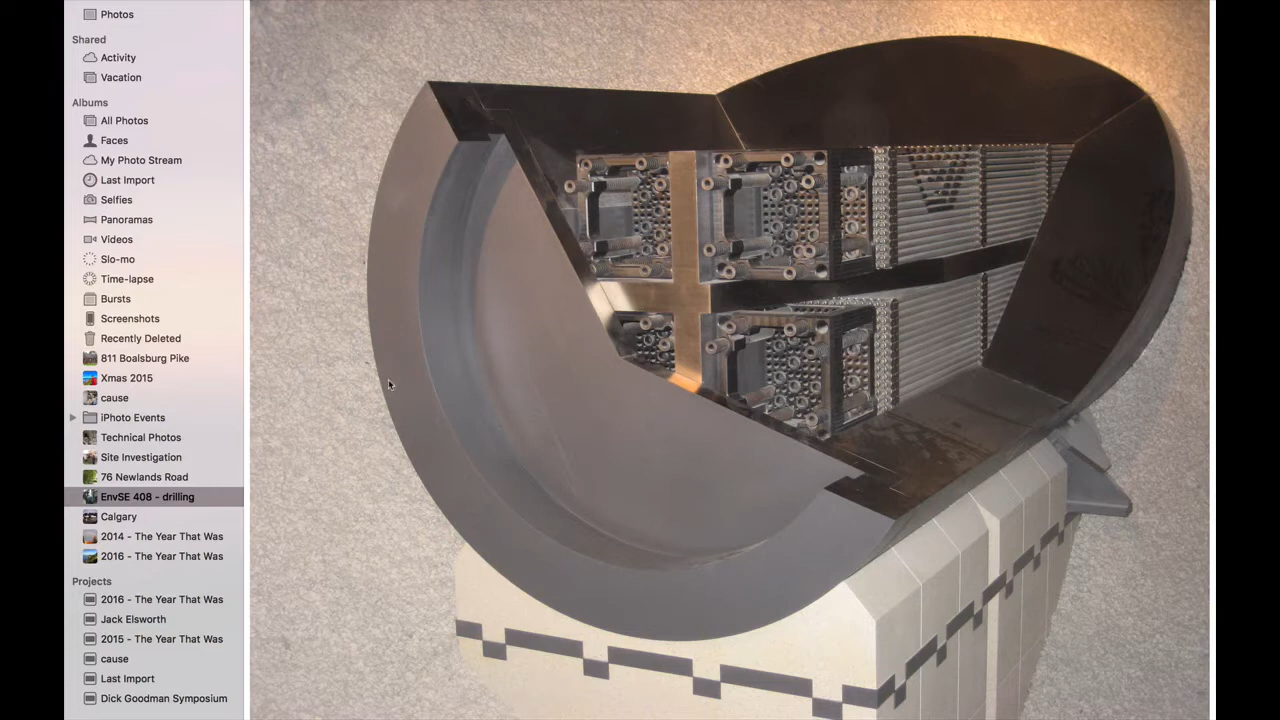 Photos
Shared
Activity
Vacation
Albums
All Photos
Faces
My Photo Stream
Last Import
Selfies
Panoramas
Videos
Slo-mo
Time-lapse
Bursts
Screenshots
Recently Deleted
811 Boalsburg Pike
Xmas 2015
cause
iPhoto Events
Technical Photos
Site Investigation
76 Newlands Road
EnvSE 408 - drilling
Calgary
2014 - The Year That Was
2016 - The Year That Was
Projects
2016 - The Year That Was
Jack Elsworth
2015 - The Year That Was
cause
Last Import
Dick Goodman Symposium